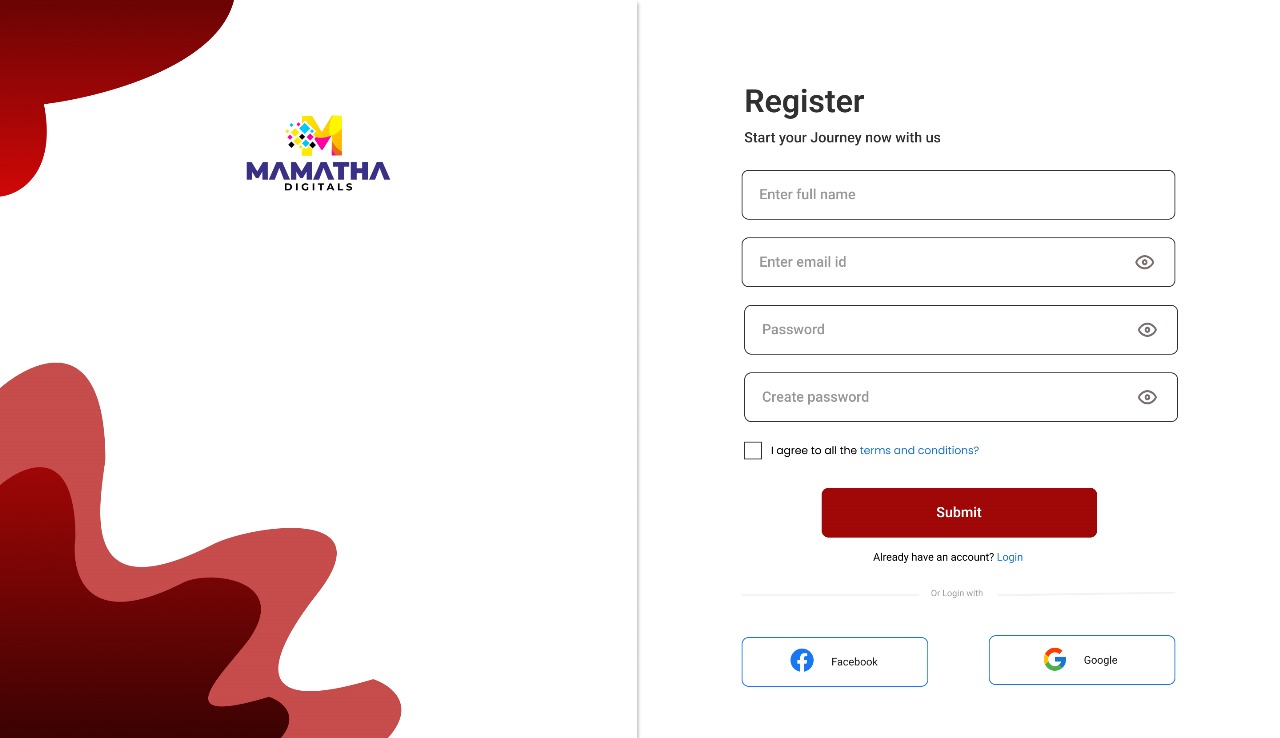 MAMATHA
DIGITALS
Register
Start your Journey now with us
Enter full name
Enter email id
Password
Create password
I agree to all the terms and conditions?
Submit
Already have an account? Login
Or Login with
Facebook
Google